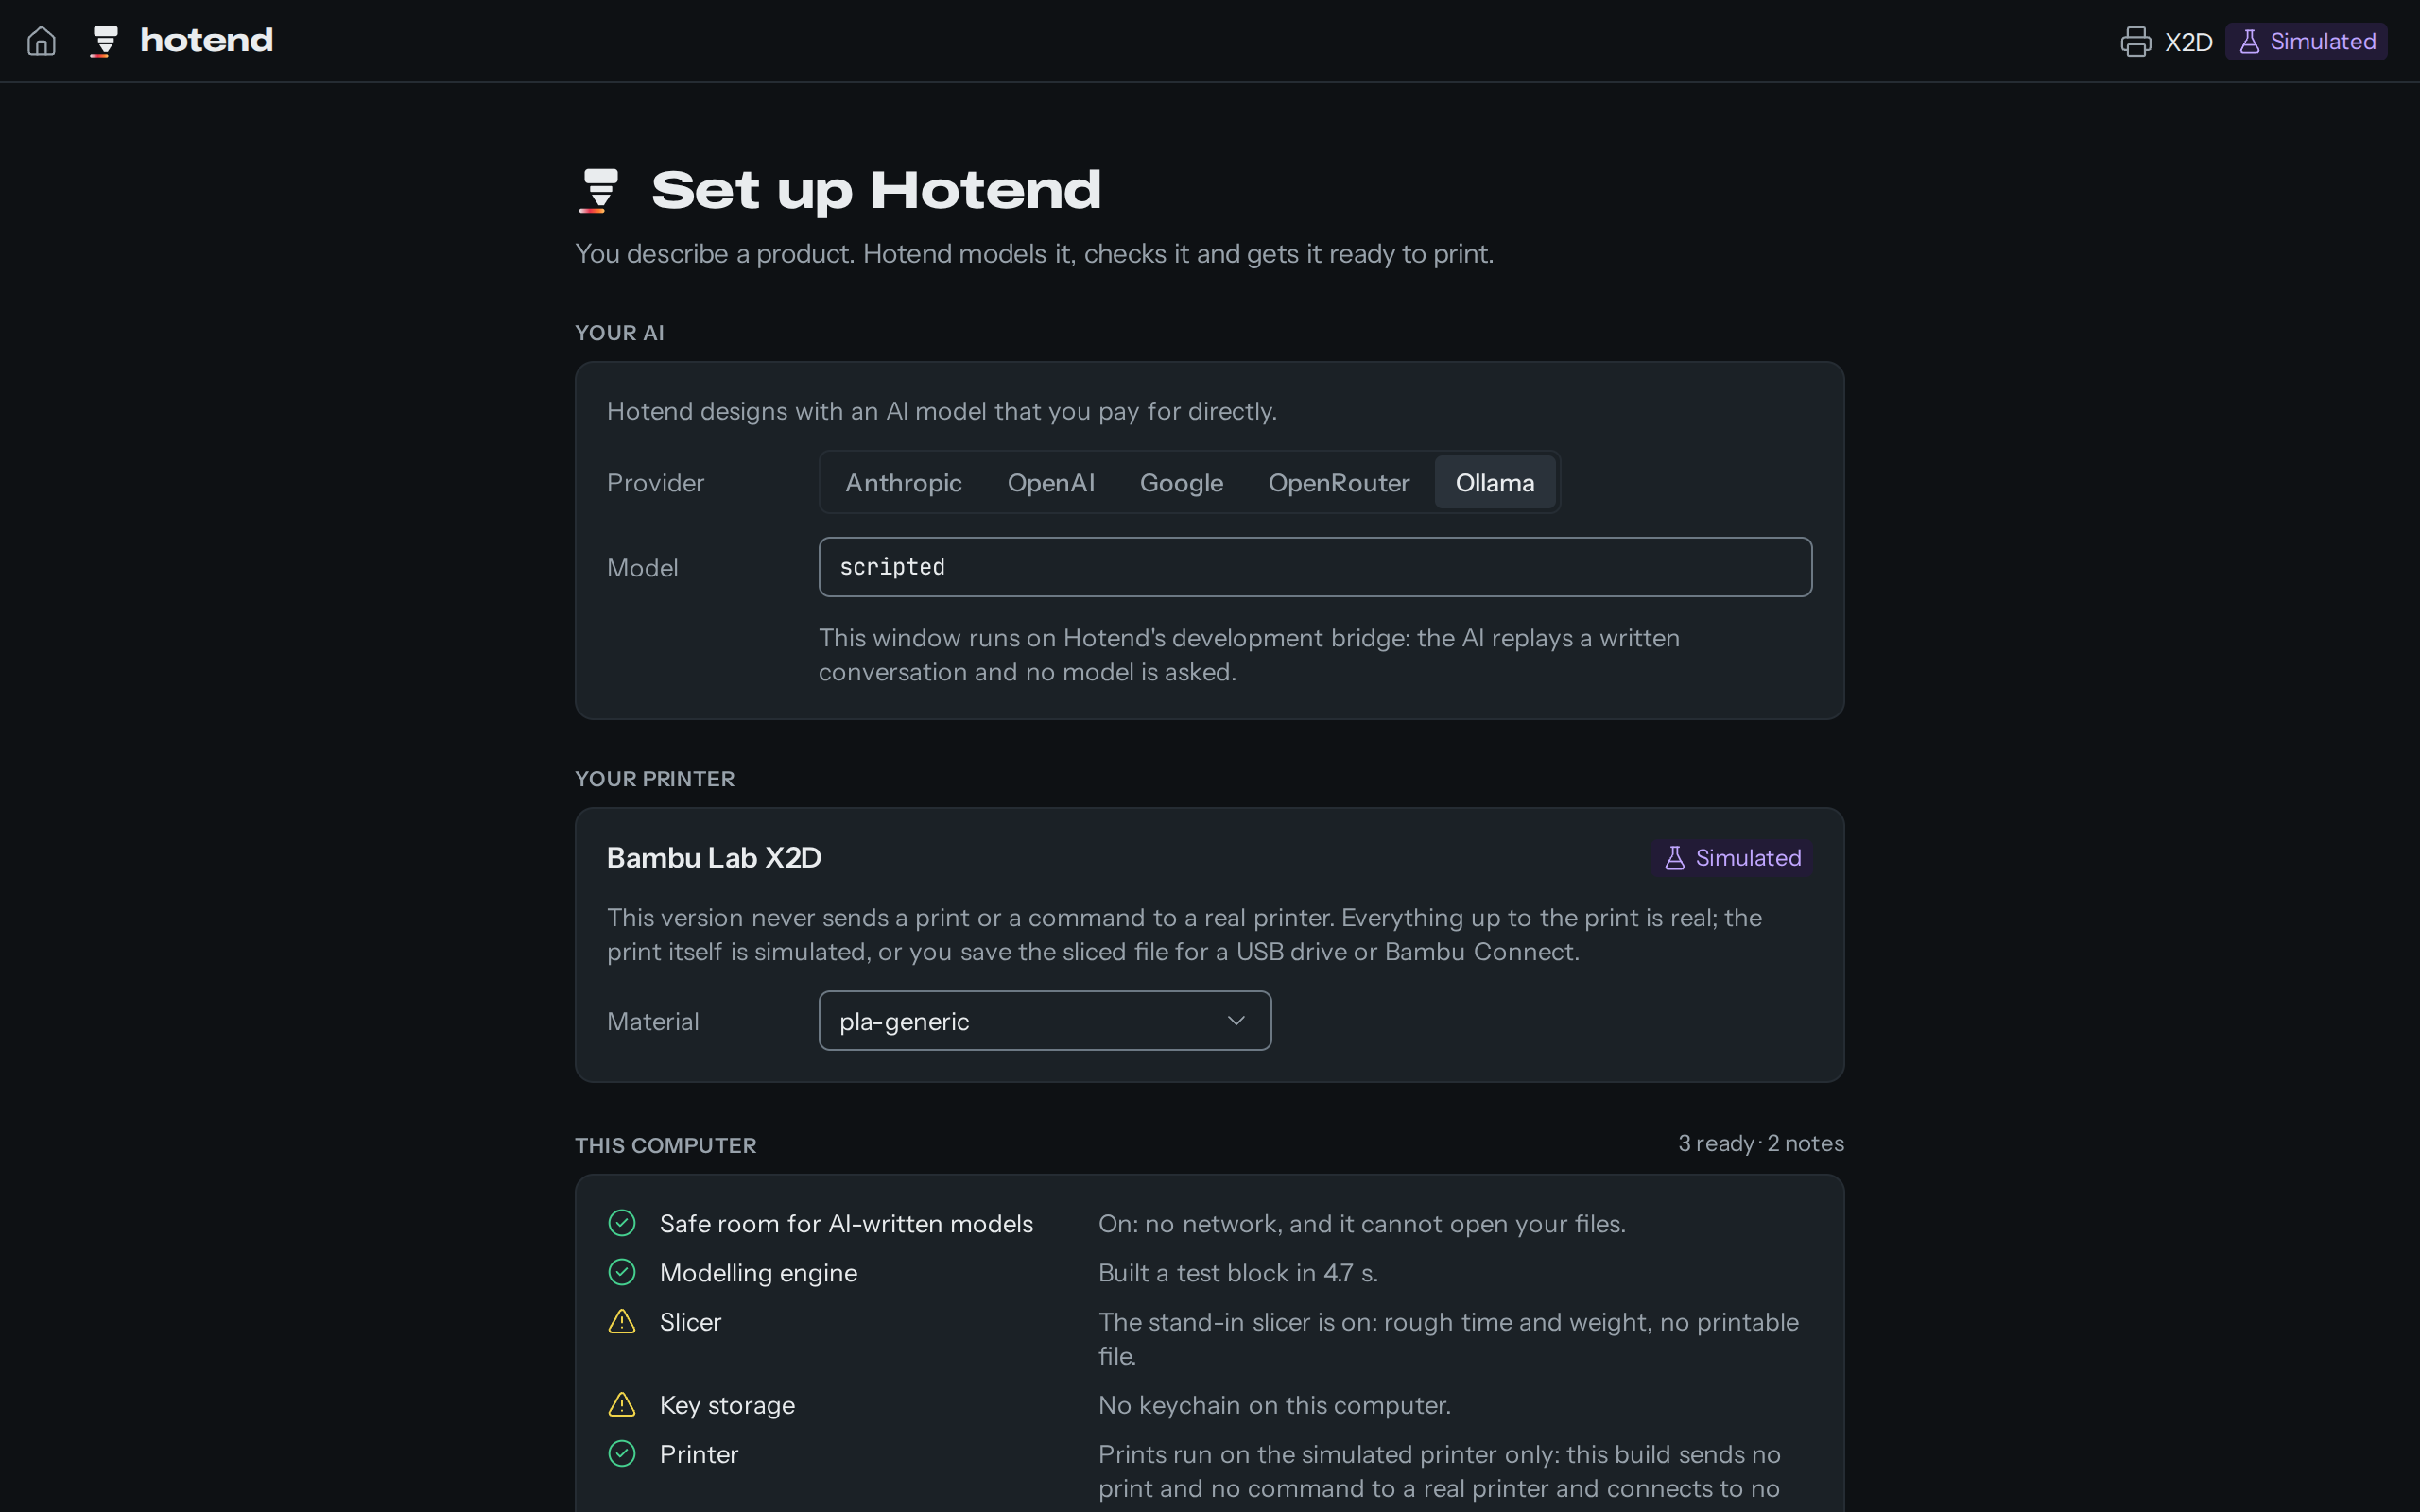 hotend
X2D
Simulated
Set up Hotend
You describe a product. Hotend models it, checks it and gets it ready to print.
YOUR AI
Hotend designs with an AI model that you pay for directly.
Provider
Anthropic
OpenAI
Google
OpenRouter
Ollama
Model
scripted
This window runs on Hotend's development bridge: the AI replays a written
conversation and no model is asked.
YOUR PRINTER
Bambu Lab X2D
Simulated
This version never sends a print or a command to a real printer. Everything up to the print is real; the
print itself is simulated, or you save the sliced file for a USB drive or Bambu Connect.
Material
pla-generic
THIS COMPUTER
3 ready · 2 notes
Safe room for AI-written models
On: no network, and it cannot open your files.
Modelling engine
Built a test block in 4.7 s.
Slicer
The stand-in slicer is on: rough time and weight, no printable
file.
Key storage
No keychain on this computer.
Printer
Prints run on the simulated printer only: this build sends no
print and no command to a real printer and connects to no